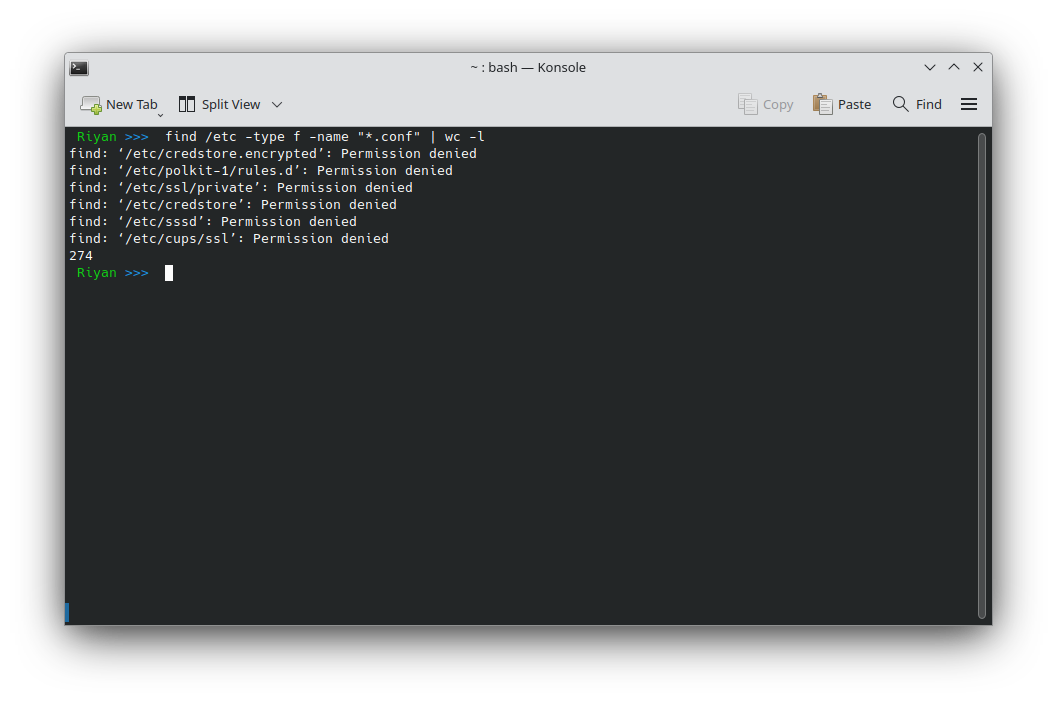 ~ : bash — Konsole
New Tab Split View Copy Paste Find
Riyan >>> find /etc -type f -name "*.conf" | wc -l
find: ‘/etc/credstore.encrypted’: Permission denied
find: ‘/etc/polkit-1/rules.d’: Permission denied
find: ‘/etc/ssl/private’: Permission denied
find: ‘/etc/credstore’: Permission denied
find: ‘/etc/sssd’: Permission denied
find: ‘/etc/cups/ssl’: Permission denied
274
Riyan >>>